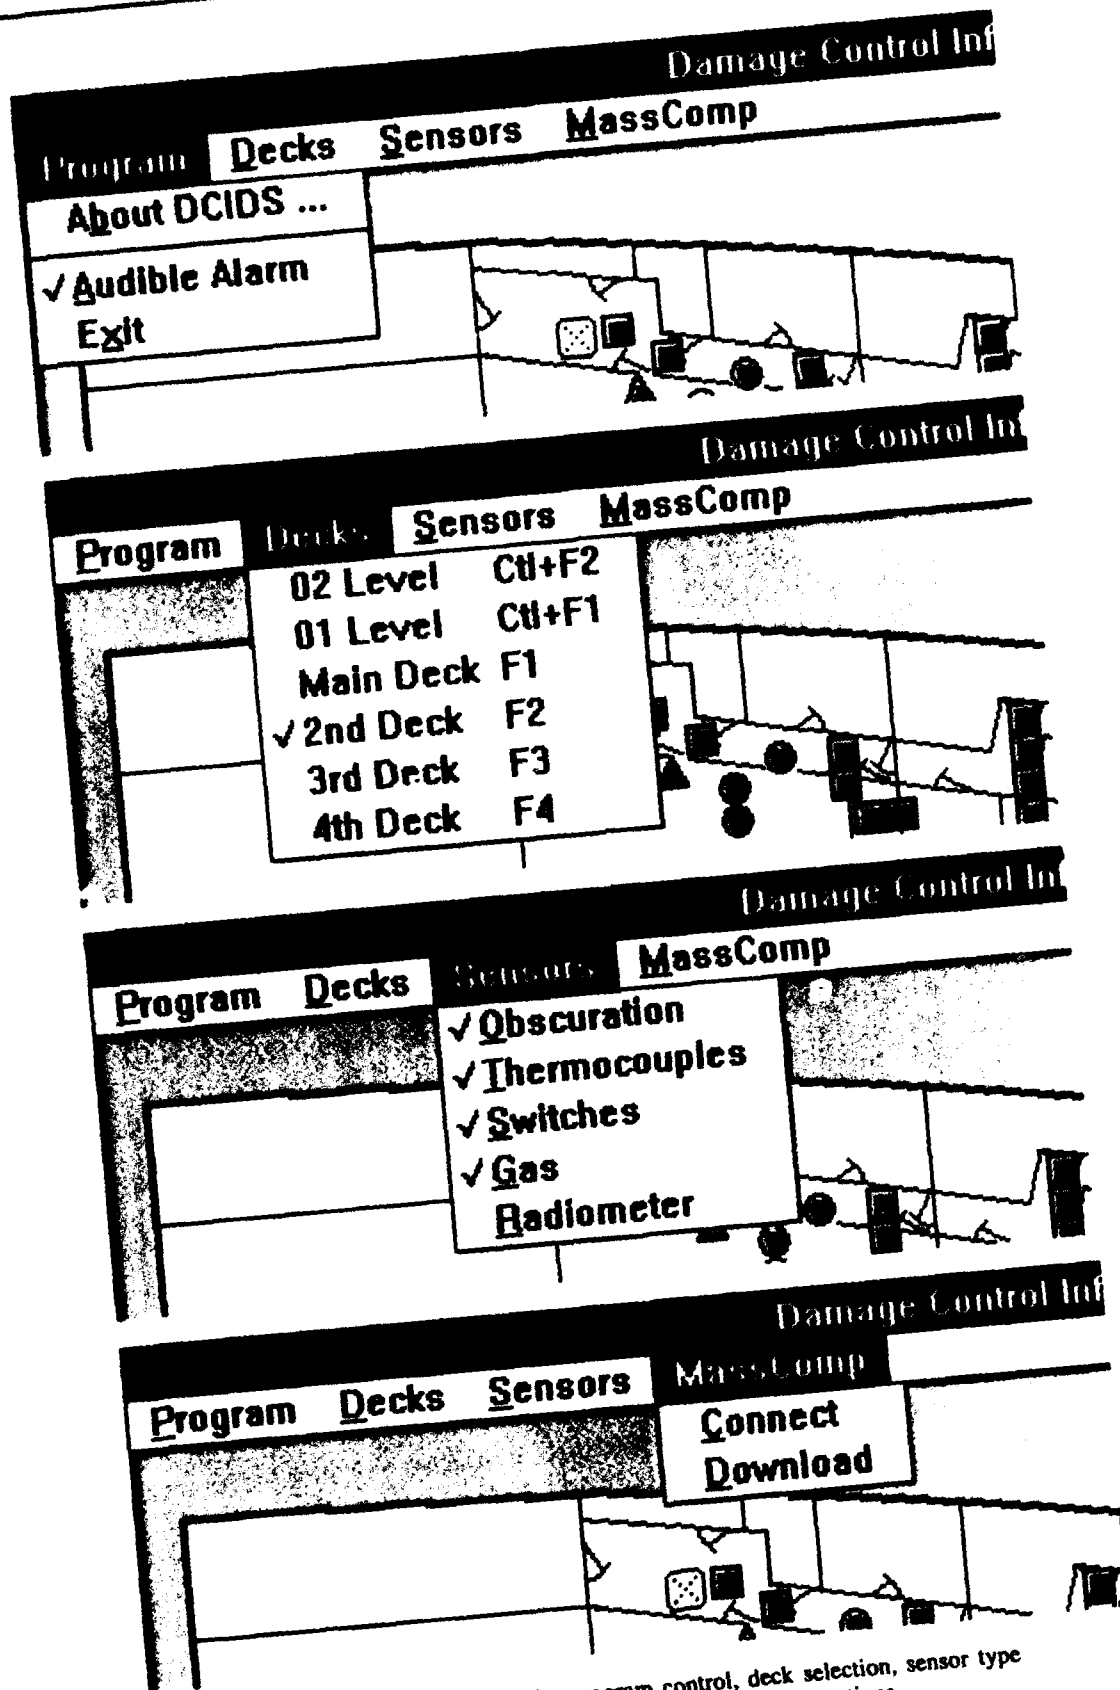 Damage Control Inf
Program Decks Sensors MassComp
About DCIDS ...
✓ Audible Alarm
Exit
Damage Control In
Program Decks Sensors MassComp
02 Level Ctl+F2
01 Level Ctl+F1
Main Deck F1
✓ 2nd Deck F2
3rd Deck F3
4th Deck F4
Damage Control In
Program Decks Sensors MassComp
✓ Obscuration
✓ Thermocouples
✓ Switches
✓ Gas
Radiometer
Damage Control Inf
Program Decks Sensors MassComp
Connect
Download
control, deck selection, sensor type